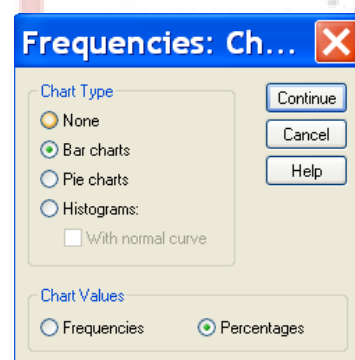 Frequencies: Ch...
Chart Type
None
Bar charts
Pie charts
Histograms:
With normal curve
Continue
Cancel
Help
Chart Values
Frequencies
Percentages